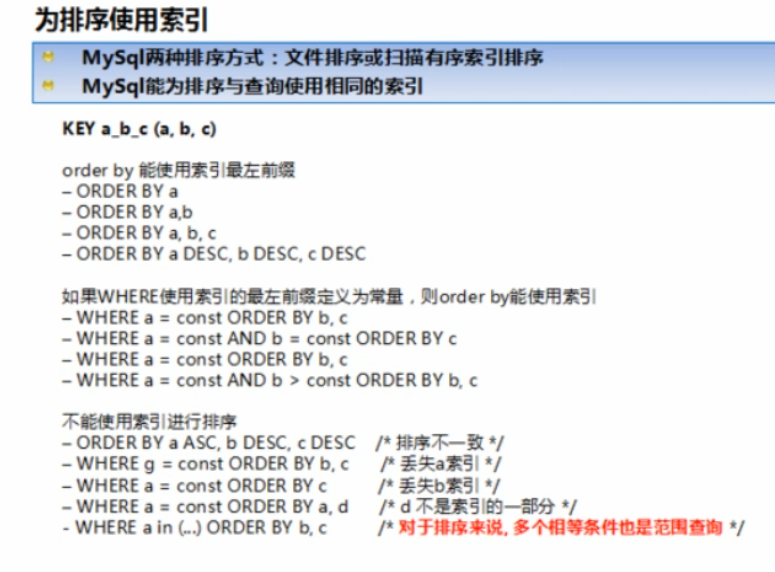 为排序使用索引
MySql两种排序方式：文件排序或扫描有序索引排序
MySql能为排序与查询使用相同的索引
KEY a_b_c (a, b, c)
order by 能使用索引最左前缀
– ORDER BY a
– ORDER BY a,b
– ORDER BY a, b, c
– ORDER BY a DESC, b DESC, c DESC
如果WHERE使用索引的最左前缀定义为常量，则order by能使用索引
– WHERE a = const ORDER BY b, c
– WHERE a = const AND b = const ORDER BY c
– WHERE a = const ORDER BY b, c
– WHERE a = const AND b > const ORDER BY b, c
不能使用索引进行排序
– ORDER BY a ASC, b DESC, c DESC /* 排序不一致 */
– WHERE g = const ORDER BY b, c /* 丢失a索引 */
– WHERE a = const ORDER BY c /* 丢失b索引 */
– WHERE a = const ORDER BY a, d /* d 不是索引的一部分 */
- WHERE a in (...) ORDER BY b, c /* 对于排序来说, 多个相等条件也是范围查询 */